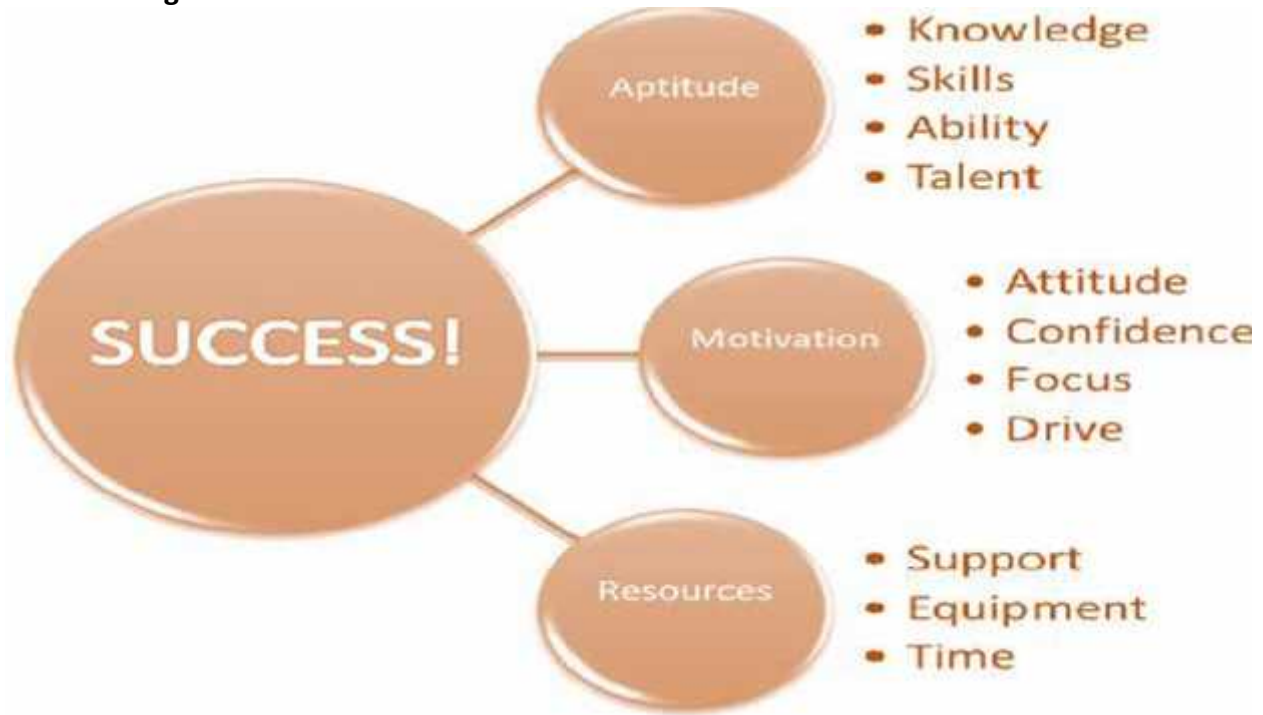 Aptitude
• Knowledge
• Skills
• Ability
• Talent
SUCCESS!
Motivation
• Attitude
• Confidence
• Focus
• Drive
Resources
• Support
• Equipment
• Time